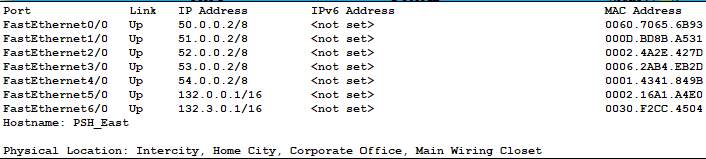 Port Link IP Address IPv6 Address MAC Address
FastEthernet0/0 Up 50.0.0.2/8 <not set> 0060.7065.6B93
FastEthernet1/0 Up 51.0.0.2/8 <not set> 000D.BD8B.A531
FastEthernet2/0 Up 52.0.0.2/8 <not set> 0002.4A2E.427D
FastEthernet3/0 Up 53.0.0.2/8 <not set> 0006.2AB4.EB2D
FastEthernet4/0 Up 54.0.0.2/8 <not set> 0001.4341.849B
FastEthernet5/0 Up 132.0.0.1/16 <not set> 0002.16A1.A4E0
FastEthernet6/0 Up 132.3.0.1/16 <not set> 0030.F2CC.4504
Hostname: PSH_East
Physical Location: Intercity, Home City, Corporate Office, Main Wiring Closet